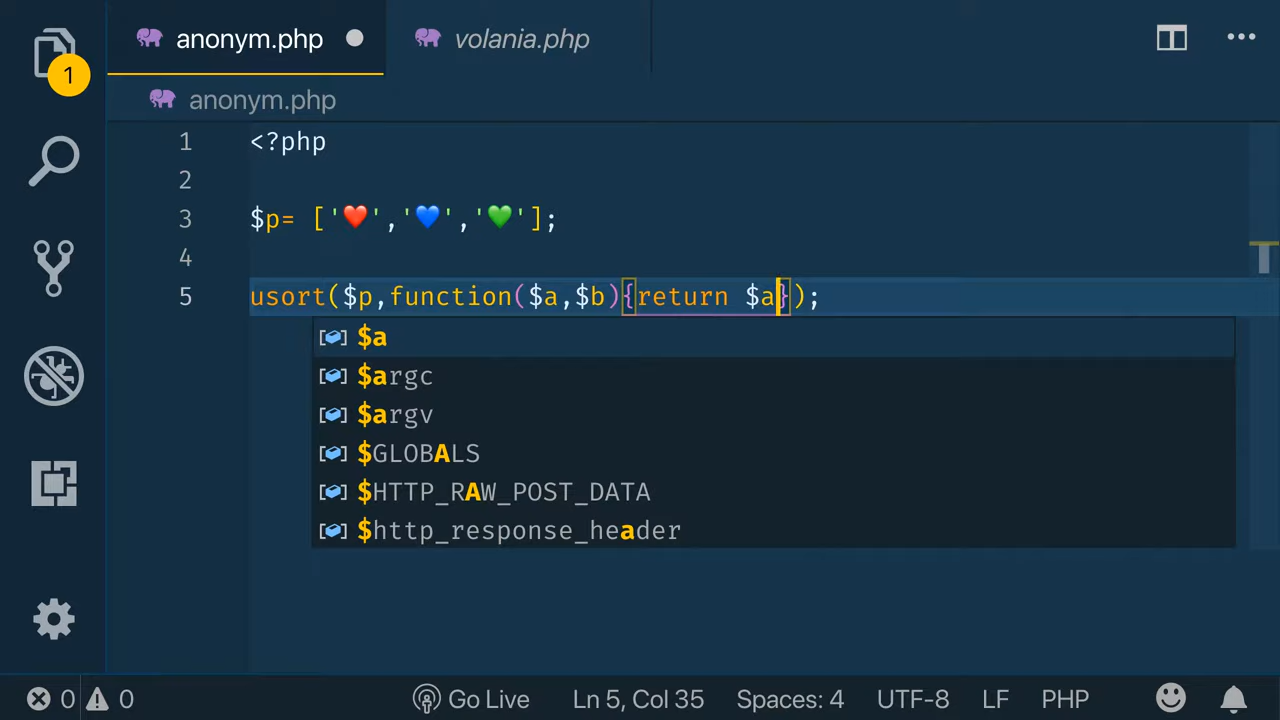 anonym.php volania.php
1
anonym.php
1 <?php
2
3 $p= ['❤️','💙','💚'];
4
5 usort($p,function($a,$b){return $a});
$a
$argc
$argv
$GLOBALS
$HTTP_RAW_POST_DATA
$http_response_header
0 0 Go Live Ln 5, Col 35 Spaces: 4 UTF-8 LF PHP